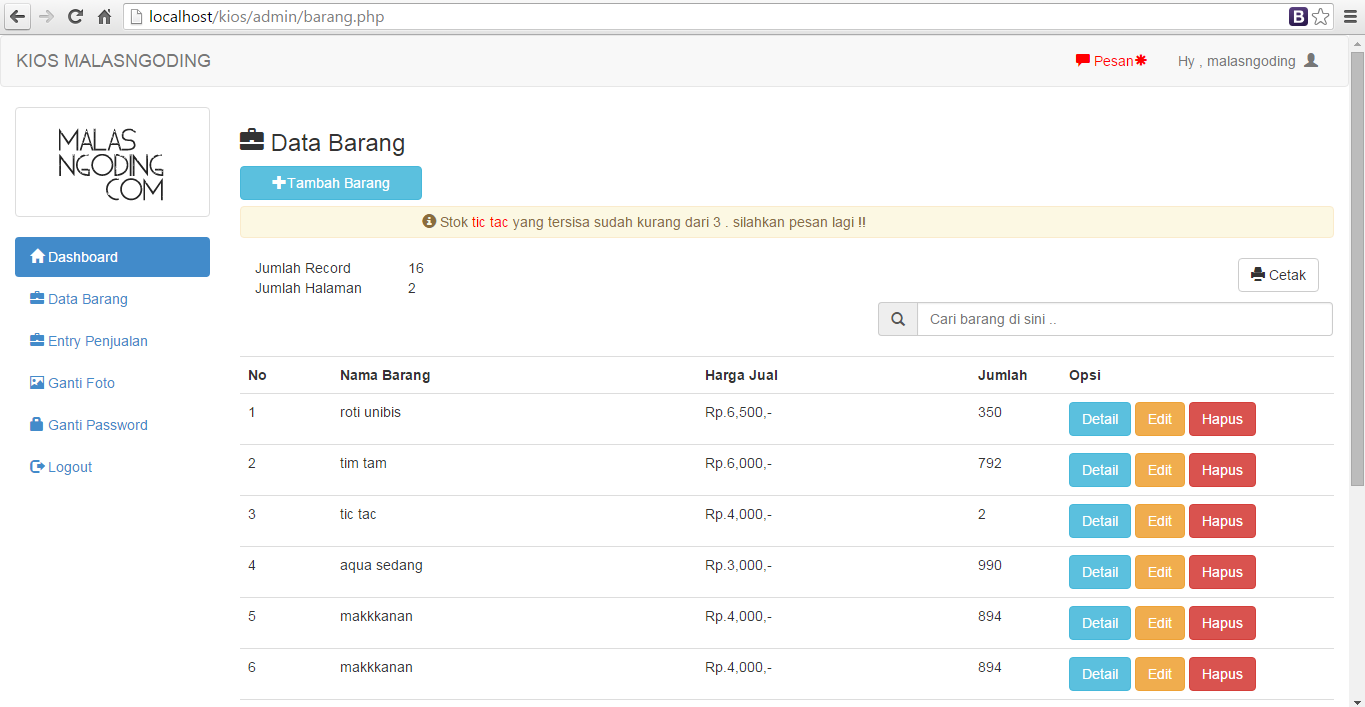 localhost/kios/admin/barang.php
B
KIOS MALASNGODING
Pesan
Hy , malasngoding
MALAS
NGODING
COM
Data Barang
Tambah Barang
Stok tic tac yang tersisa sudah kurang dari 3 . silahkan pesan lagi !!
Dashboard
Data Barang
Entry Penjualan
Ganti Foto
Ganti Password
Logout
Jumlah Record 16
Jumlah Halaman 2
Cetak
Cari barang di sini ..
No Nama Barang Harga Jual Jumlah Opsi
1 roti unibis Rp.6,500,- 350 Detail Edit Hapus
2 tim tam Rp.6,000,- 792 Detail Edit Hapus
3 tic tac Rp.4,000,- 2 Detail Edit Hapus
4 aqua sedang Rp.3,000,- 990 Detail Edit Hapus
5 makkkanan Rp.4,000,- 894 Detail Edit Hapus
6 makkkanan Rp.4,000,- 894 Detail Edit Hapus